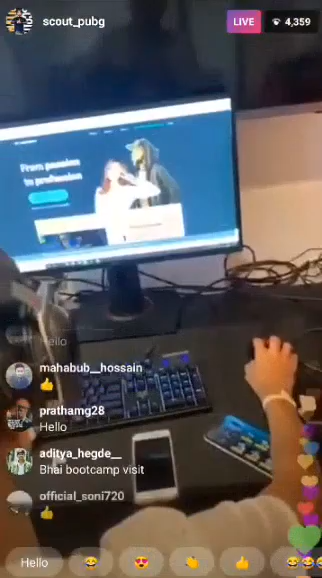 scout_pubg
LIVE
4,359
From passion
to profession
Hello
mahabub__hossain
👍
prathamg28
Hello
aditya_hegde__
Bhai bootcamp visit
official_soni720
👍
Hello
😂
😍
👏
👍
😂😂😂